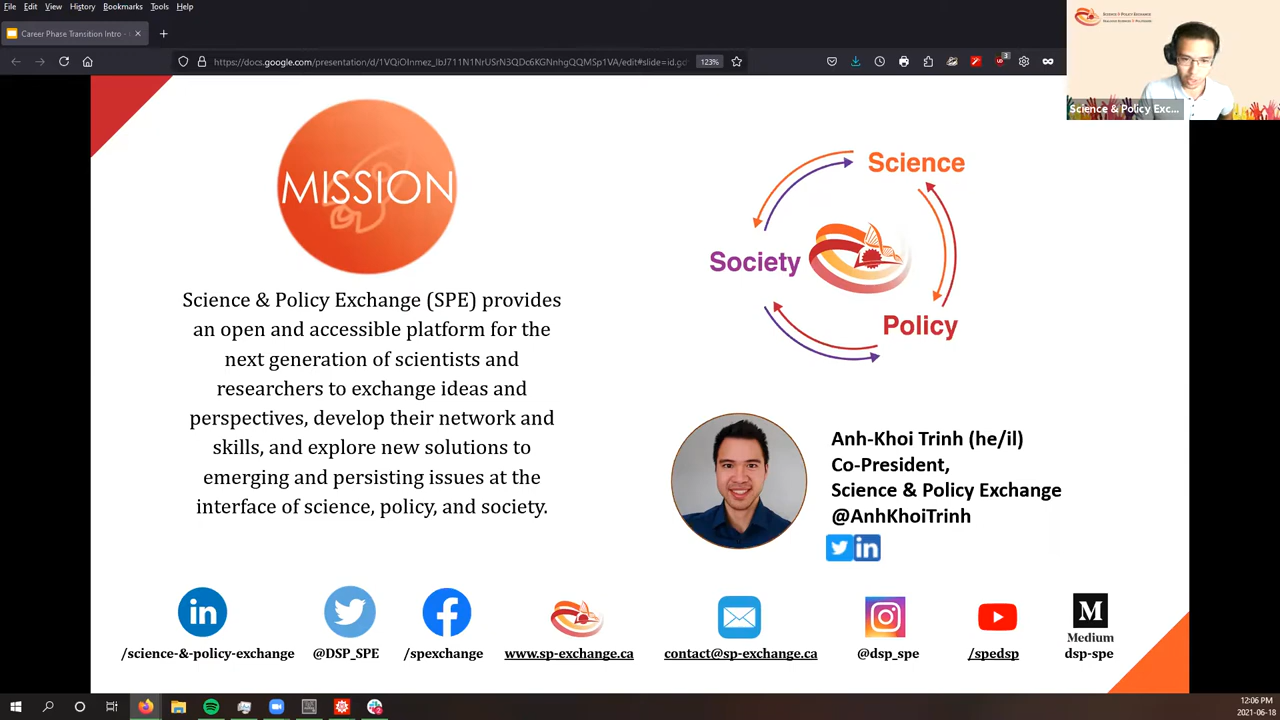 File Edit View History Bookmarks Tools Help
Career Phase Transition Intro -
123%
Science & Policy Exc...
MISSION
Science & Policy Exchange (SPE) provides
an open and accessible platform for the
next generation of scientists and
researchers to exchange ideas and
perspectives, develop their network and
skills, and explore new solutions to
emerging and persisting issues at the
interface of science, policy, and society.
Science
Society
Policy
Anh-Khoi Trinh (he/il)
Co-President,
Science & Policy Exchange
@AnhKhoiTrinh
/science-&-policy-exchange
@DSP_SPE
/spexchange
www.sp-exchange.ca
contact@sp-exchange.ca
@dsp_spe
/spedsp
Medium
dsp-spe
12:06 PM
2021-06-18